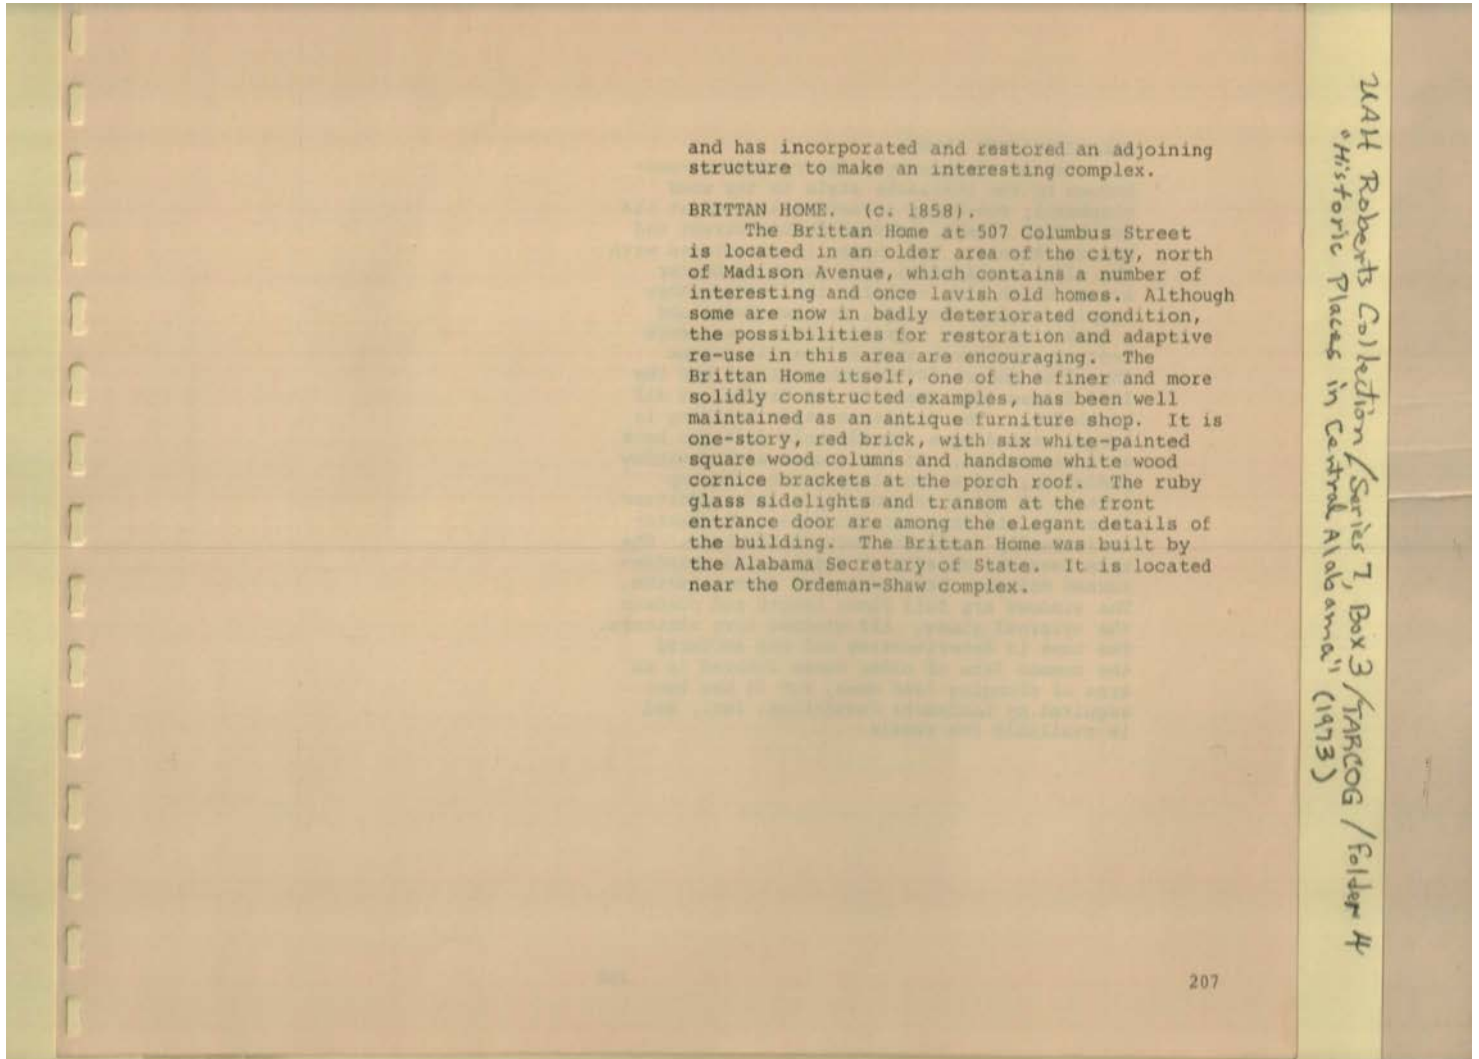 and has incorporated and restored an adjoining
structure to make an interesting complex.
BRITTAN HOME. (c. 1858).
The Brittan Home at 507 Columbus Street
is located in an older area of the city, north
of Madison Avenue, which contains a number of
interesting and once lavish old homes. Although
some are now in badly deteriorated condition,
the possibilities for restoration and adaptive
re-use in this area are encouraging. The
Brittan Home itself, one of the finer and more
solidly constructed examples, has been well
maintained as an antique furniture shop. It is
one-story, red brick, with six white-painted
square wood columns and handsome white wood
cornice brackets at the porch roof. The ruby
glass sidelights and transom at the front
entrance door are among the elegant details of
the building. The Brittan Home was built by
the Alabama Secretary of State. It is located
near the Ordeman-Shaw complex.
207
UAH Roberts Collection/Series 7, Box 3/TARCOG/Folder 4
"Historic Places in Central Alabama" (1973)